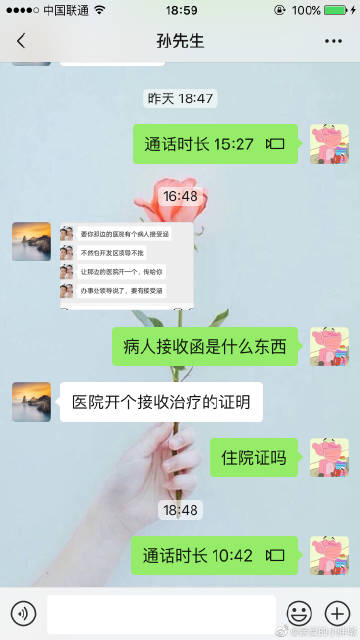 中国联通
18:59
100%
孙先生
昨天 18:47
通话时长 15:27
16:48
要你那边的医院有个病人接受函
不然也开发区领导不批
让那边的医院开一个，传给你
办事处领导说了，要有接受涵
病人接收函是什么东西
医院开个接收治疗的证明
住院证吗
18:48
通话时长 10:42